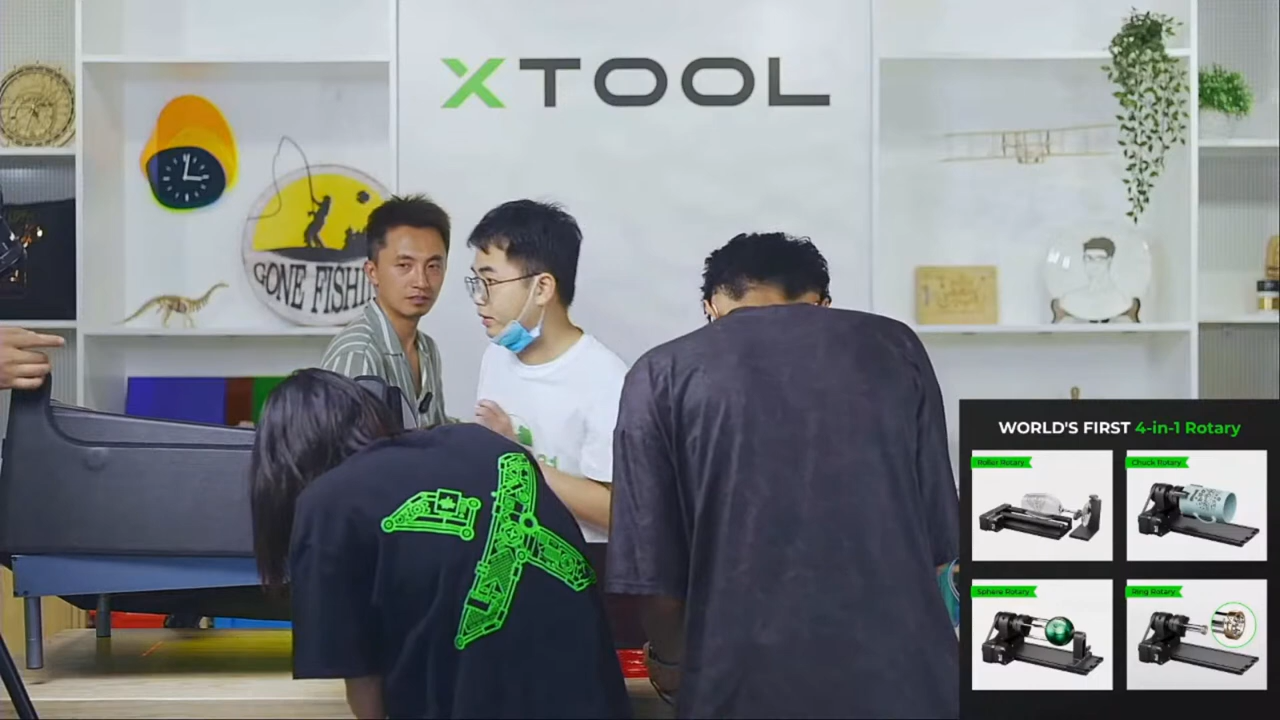 XTOOL
GONE FISHI
WORLD'S FIRST 4-in-1 Rotary
Roller Rotary
Chuck Rotary
Sphere Rotary
Ring Rotary